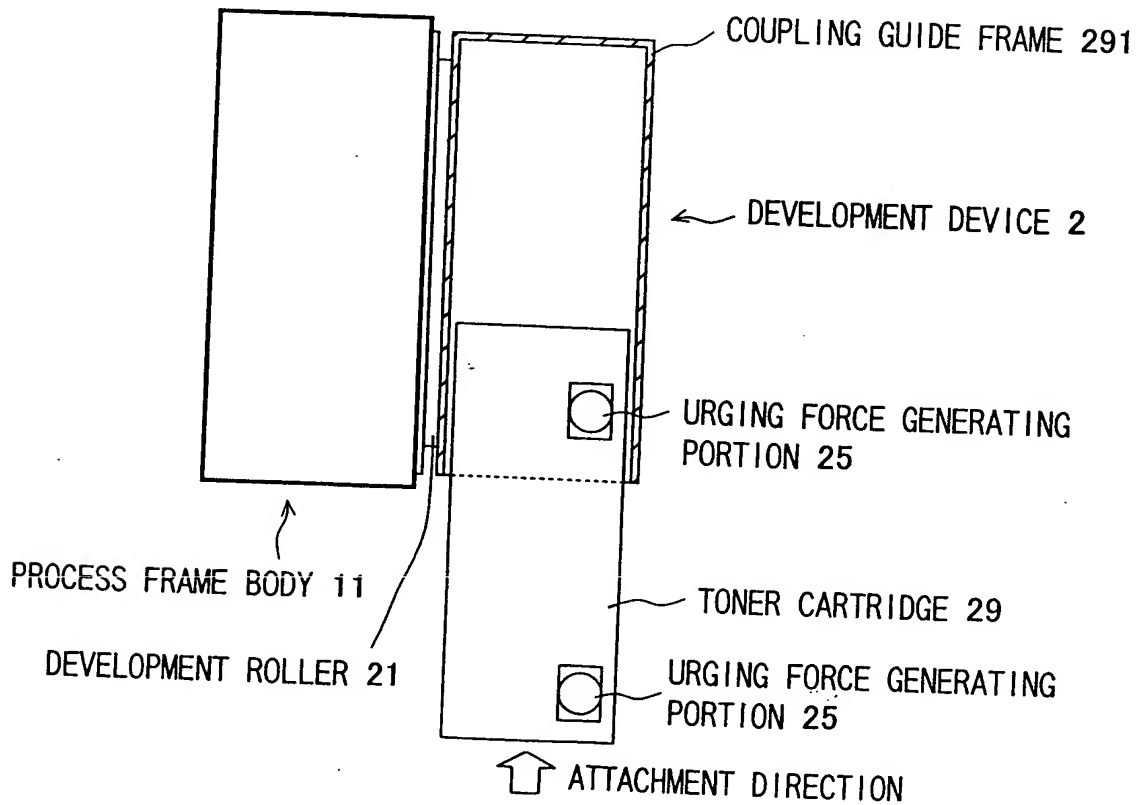 COUPLING GUIDE FRAME 291
DEVELOPMENT DEVICE 2
URGING FORCE GENERATING
PORTION 25
PROCESS FRAME BODY 11
TONER CARTRIDGE 29
DEVELOPMENT ROLLER 21
URGING FORCE GENERATING
PORTION 25
ATTACHMENT DIRECTION